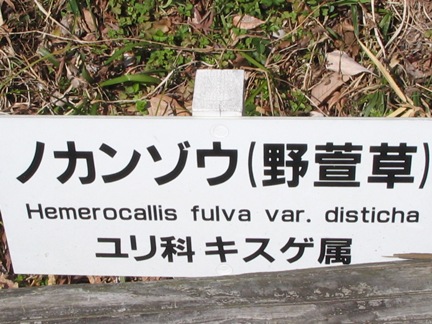 ノカンゾウ(野萱草)
Hemerocallis fulva var. disticha
ユリ科 キスゲ属